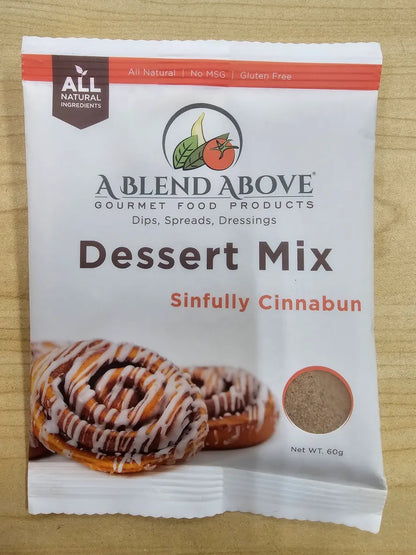 All Natural | No MSG | Gluten Free
ALL
NATURAL
INGREDIENTS
A BLEND ABOVE®
GOURMET FOOD PRODUCTS
Dips, Spreads, Dressings
Dessert Mix
Sinfully Cinnabun
Net WT. 60g